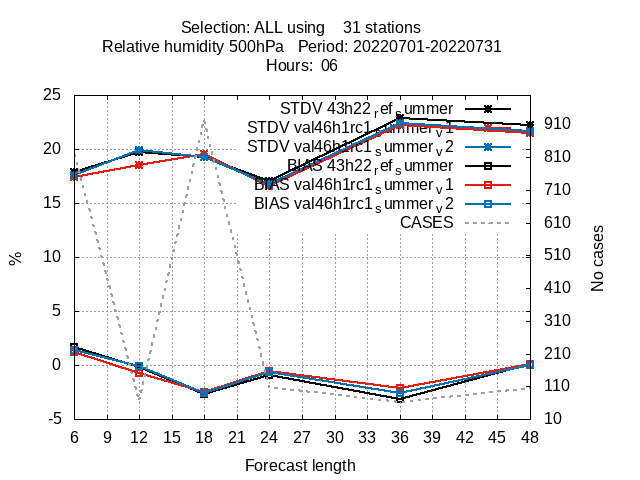 Selection: ALL using 31 stations
Relative humidity 500hPa Period: 20220701-20220731
Hours: 06
STDV 43h22_ref_summer
STDV val46h1rc1_summer_v1
STDV val46h1rc1_summer_v2
BIAS 43h22_ref_summer
BIAS val46h1rc1_summer_v1
BIAS val46h1rc1_summer_v2
CASES
25
20
15
10
5
0
-5
%
910
810
710
610
510
410
310
210
110
10
No cases
6 9 12 15 18 21 24 27 30 33 36 39 42 45 48
Forecast length